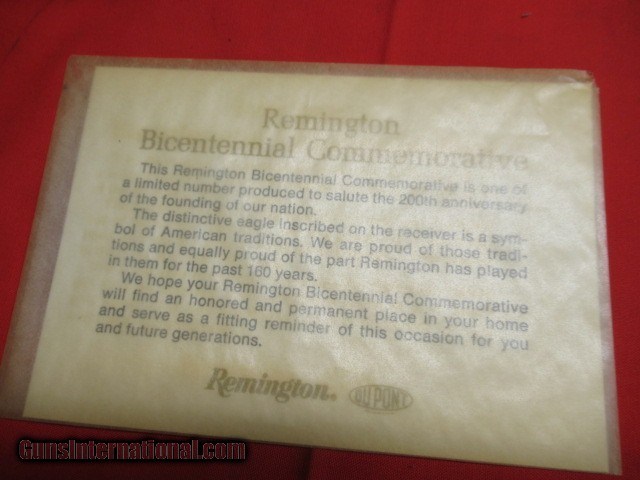 Remington
Bicentennial Commemorative
This Remington Bicentennial Commemorative is one of
a limited number produced to salute the 200th anniversary
of the founding of our nation.
The distinctive eagle inscribed on the receiver is a sym-
bol of American traditions. We are proud of those tradi-
tions and equally proud of the part Remington has played
in them for the past 160 years.
We hope your Remington Bicentennial Commemorative
will find an honored and permanent place in your home
and serve as a fitting reminder of this occasion for you
and future generations.
Remington® DU PONT
GunsInternational.com